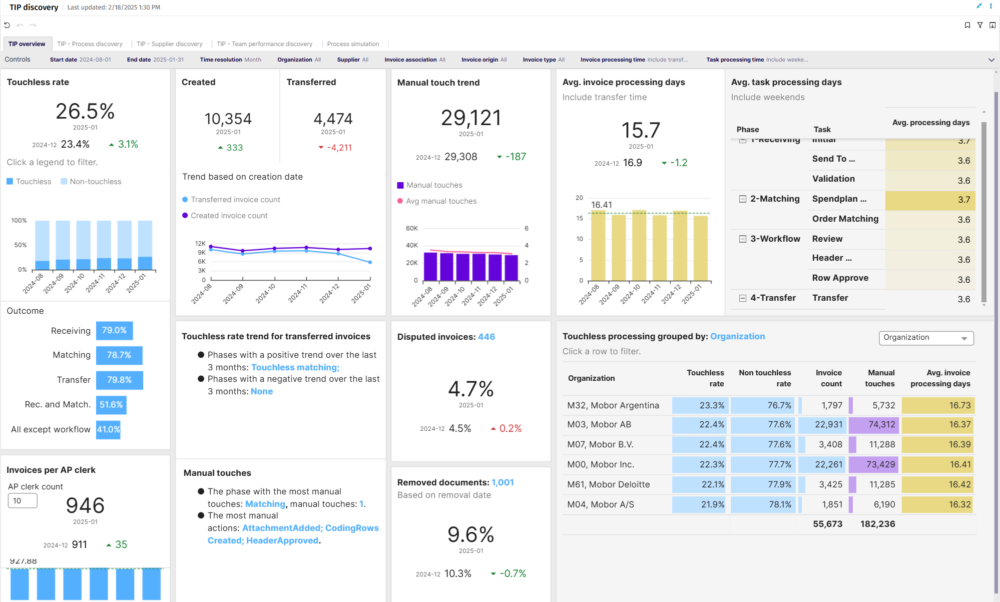 TIP discovery Last updated: 2/18/2025 1:30 PM
TIP overview TIP - Process discovery TIP - Supplier discovery TIP - Team performance discovery Process simulation
Controls Start date 2024-08-01 End date 2025-01-31 Time resolution Month Organization All Supplier All Invoice association All Invoice origin All Invoice type All Invoice processing time Include transf... Task processing time Include weeke...
Touchless rate
26.5%
2025-01
2024-12 23.4% 3.1%
Click a legend to filter.
Touchless Non-touchless
100%
50%
0%
2024-08 2024-09 2024-10 2024-11 2024-12 2025-01
Outcome
Receiving 79.0%
Matching 78.7%
Transfer 79.8%
Rec. and Match. 51.6%
All except workflow 41.0%
Invoices per AP clerk
AP clerk count
10
946
2025-01
2024-12 911 35
927.88
Created
10,354
2025-01
333
Transferred
4,474
2025-01
-4,211
Trend based on creation date
Transferred invoice count
Created invoice count
12K
9K
6K
3K
0
2024-08 2024-09 2024-10 2024-11 2024-12 2025-01
Touchless rate trend for transferred invoices
Phases with a positive trend over the last
3 months: Touchless matching;
Phases with a negative trend over the last
3 months: None
Manual touches
The phase with the most manual
touches: Matching, manual touches: 1.
The most manual
actions: AttachmentAdded; CodingRows
Created; HeaderApproved.
Manual touch trend
29,121
2025-01
2024-12 29,308 -187
Manual touches
Avg manual touches
60K 6
40K 4
20K 2
0 0
2024-08 2024-09 2024-10 2024-11 2024-12 2025-01
Disputed invoices: 446
4.7%
2025-01
2024-12 4.5% 0.2%
Removed documents: 1,001
Based on removal date
9.6%
2025-01
2024-12 10.3% -0.7%
Avg. invoice processing days
Include transfer time
15.7
2025-01
2024-12 16.9 -1.2
20
16.41
15
10
5
0
2024-08 2024-09 2024-10 2024-11 2024-12 2025-01
Avg. task processing days
Include weekends
Phase Task Avg. processing days
1-Receiving Initial 3.7
Send To ... 3.6
Validation 3.6
2-Matching Spendplan ... 3.7
Order Matching 3.6
3-Workflow Review 3.6
Header ... 3.6
Row Approve 3.6
4-Transfer Transfer 3.6
Touchless processing grouped by: Organization
Organization
Click a row to filter.
Organization Touchless rate Non touchless rate Invoice count Manual touches Avg. invoice processing days
M32, Mobor Argentina 23.3% 76.7% 1,797 5,732 16.73
M03, Mobor AB 22.4% 77.6% 22,931 74,312 16.37
M07, Mobor B.V. 22.4% 77.6% 3,408 11,288 16.39
M00, Mobor Inc. 22.3% 77.7% 22,261 73,429 16.41
M61, Mobor Deloitte 22.1% 77.9% 3,425 11,285 16.42
M04, Mobor A/S 21.9% 78.1% 1,851 6,190 16.32
55,673 182,236